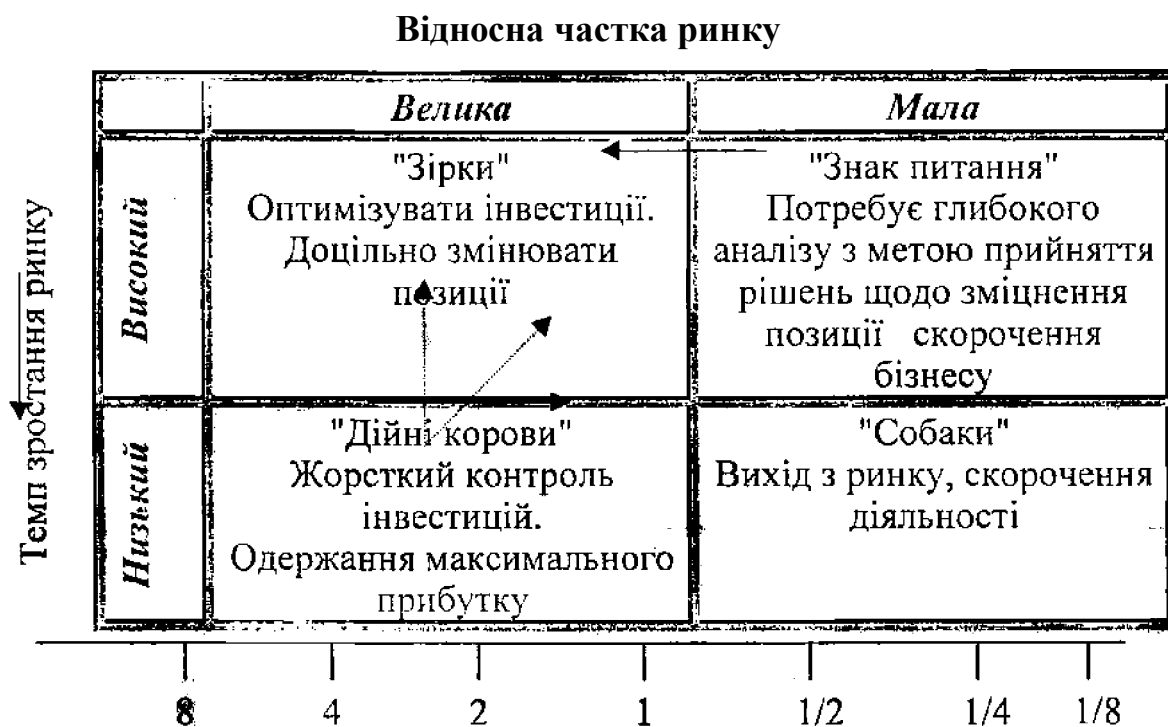 Відносна частка ринку
Велика
Мала
Темп зростання ринку
Високий
"Зірки"
Оптимізувати інвестиції.
Доцільно змінювати
позиції
"Знак питання"
Потребує глибокого
аналізу з метою прийняття
рішень щодо зміцнення
позиції скорочення
бізнесу
Низький
"Дійні корови"
Жорсткий контроль
інвестицій.
Одержання максимального
прибутку
"Собаки"
Вихід з ринку, скорочення
діяльності
8 4 2 1 1/2 1/4 1/8